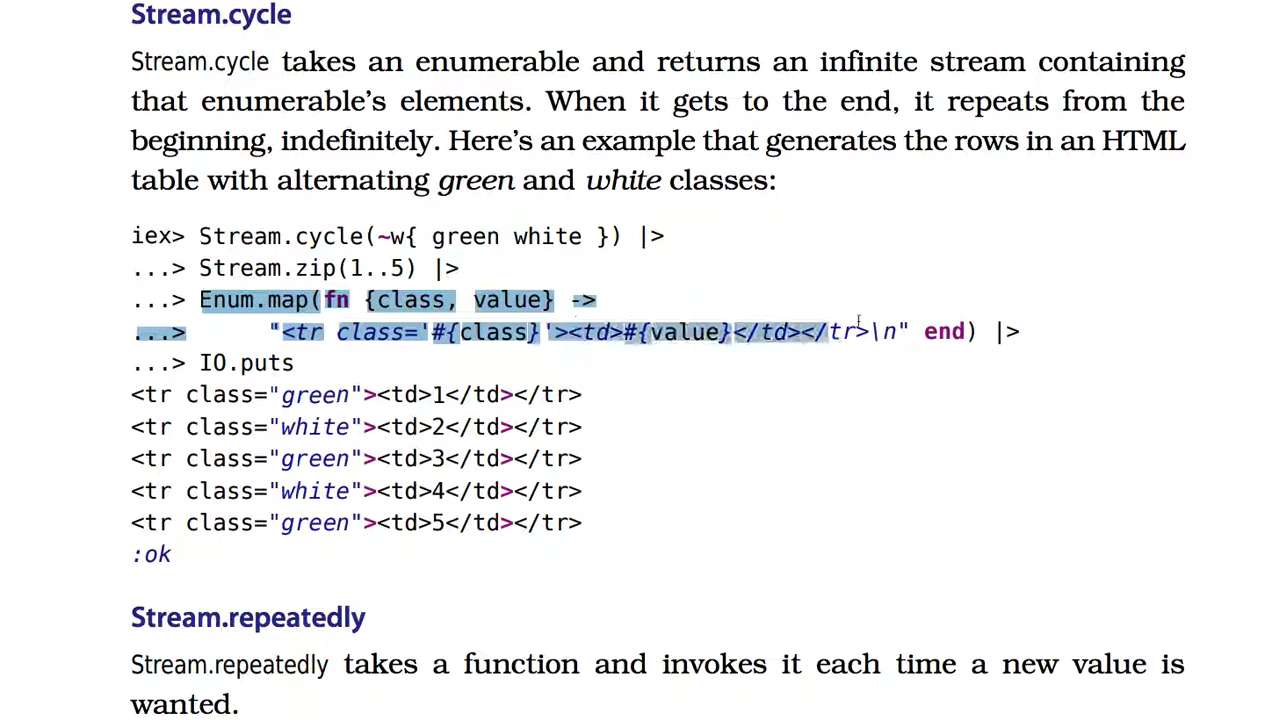 Stream.cycle
Stream.cycle takes an enumerable and returns an infinite stream containing
that enumerable's elements. When it gets to the end, it repeats from the
beginning, indefinitely. Here's an example that generates the rows in an HTML
table with alternating green and white classes:
iex> Stream.cycle(~w{ green white }) |>
...> Stream.zip(1..5) |>
...> Enum.map(fn {class, value} ->
...>      "<tr class='#{class}'><td>#{value}</td></tr>\n" end) |>
...> IO.puts
<tr class="green"><td>1</td></tr>
<tr class="white"><td>2</td></tr>
<tr class="green"><td>3</td></tr>
<tr class="white"><td>4</td></tr>
<tr class="green"><td>5</td></tr>
:ok
Stream.repeatedly
Stream.repeatedly takes a function and invokes it each time a new value is
wanted.